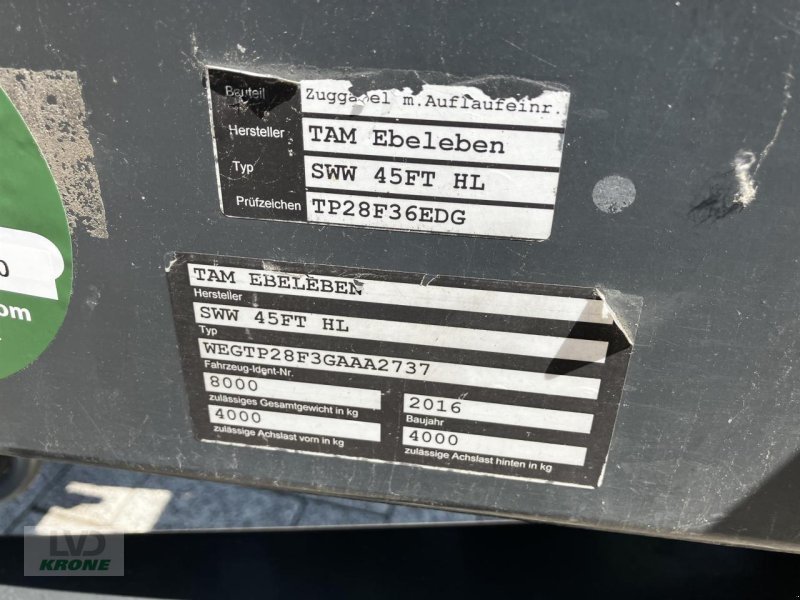 Bauteil Zuggabel m.Auflaufeinr.
Hersteller TAM Ebeleben
Typ SWW 45FT HL
Prüfzeichen TP28F36EDG
TAM EBELEBEN
Hersteller
SWW 45FT HL
Typ
WEGTP28F3GAAA2737
Fahrzeug-Ident-Nr.
8000 2016
zulässiges Gesamtgewicht in kg Baujahr
4000 4000
zulässige Achslast vorn in kg zulässige Achslast hinten in kg
0
om
LVD
KRONE